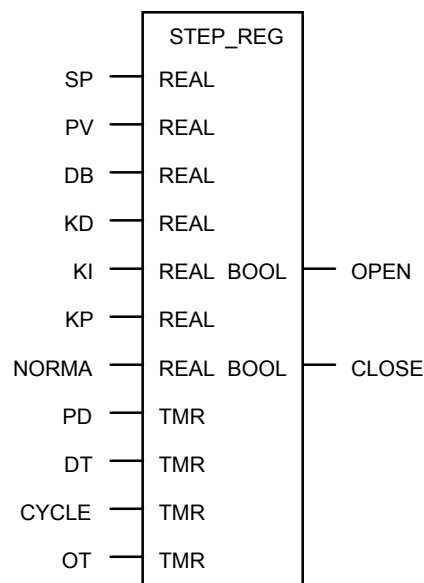 STEP_REG
SP REAL
PV REAL
DB REAL
KD REAL
KI REAL BOOL OPEN
KP REAL
NORMA REAL BOOL CLOSE
PD TMR
DT TMR
CYCLE TMR
OT TMR